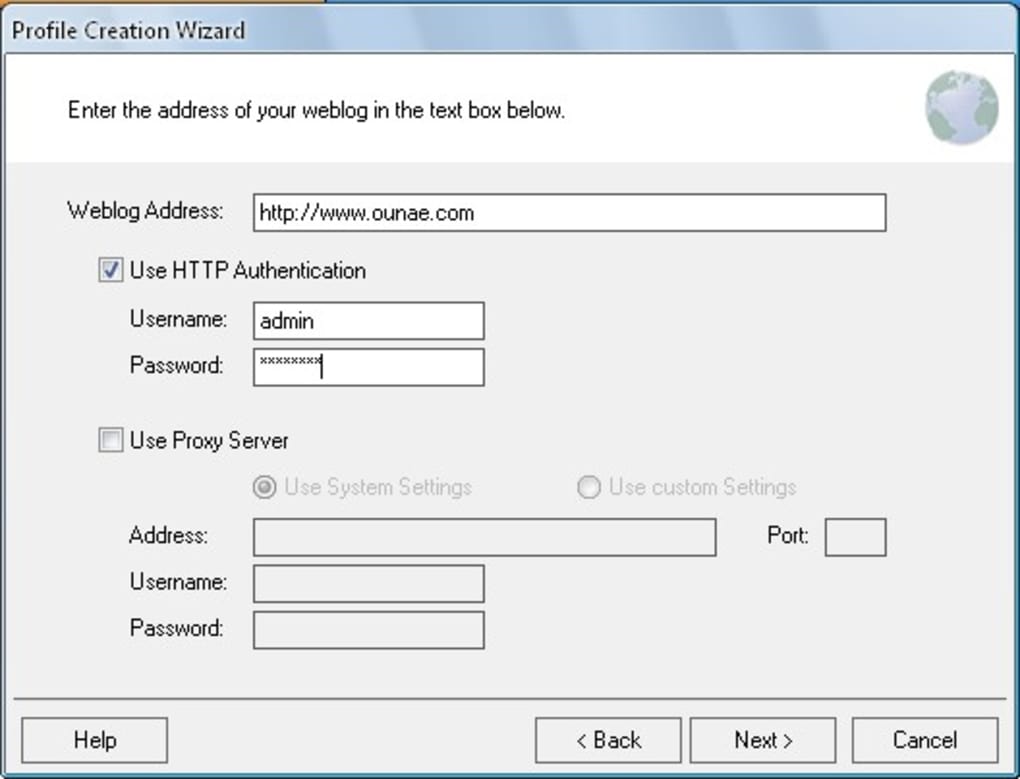 Profile Creation Wizard
Enter the address of your weblog in the text box below.
Weblog Address: http://www.ounae.com
Use HTTP Authentication
Username: admin
Password: ********
Use Proxy Server
Use System Settings Use custom Settings
Address: Port:
Username:
Password:
Help < Back Next > Cancel